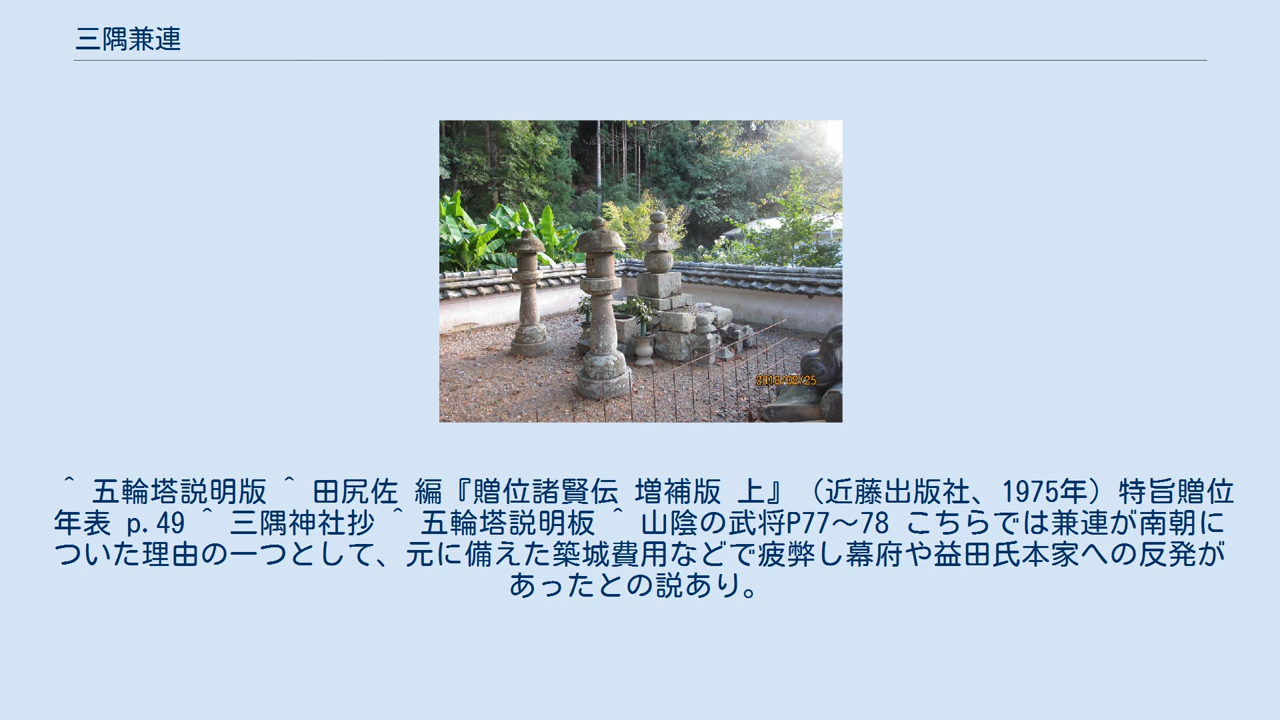 三隅兼連
^ 五輪塔説明版 ^ 田尻佐 編『贈位諸賢伝 増補版 上』（近藤出版社、1975年）特旨贈位
年表 p.49 ^ 三隅神社抄 ^ 五輪塔説明板 ^ 山陰の武将P77～78 こちらでは兼連が南朝に
ついた理由の一つとして、元に備えた築城費用などで疲弊し幕府や益田氏本家への反発が
あったとの説あり。